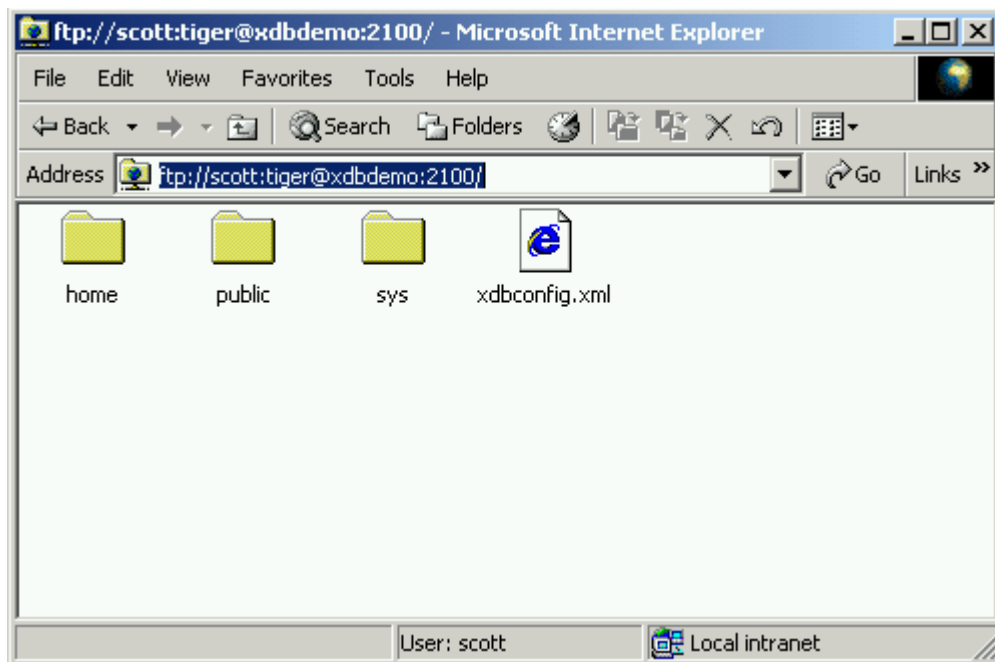 ftp://scott:tiger@xdbdemo:2100/ - Microsoft Internet Explorer
File Edit View Favorites Tools Help
Back Search Folders
Address ftp://scott:tiger@xdbdemo:2100/ Go Links »
home public sys xdbconfig.xml
User: scott Local intranet